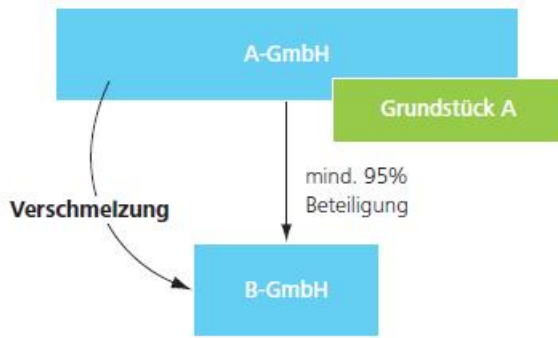 A-GmbH
Grundstück A
mind. 95%
Beteiligung
Verschmelzung
B-GmbH